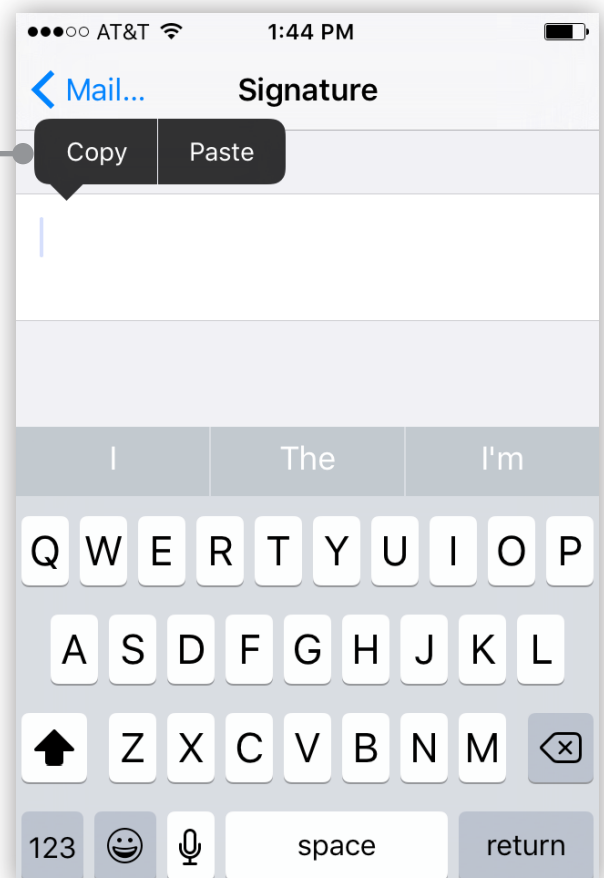 AT&T 1:44 PM
Mail... Signature
Copy Paste
I The I'm
Q W E R T Y U I O P
A S D F G H J K L
Z X C V B N M
123 space return